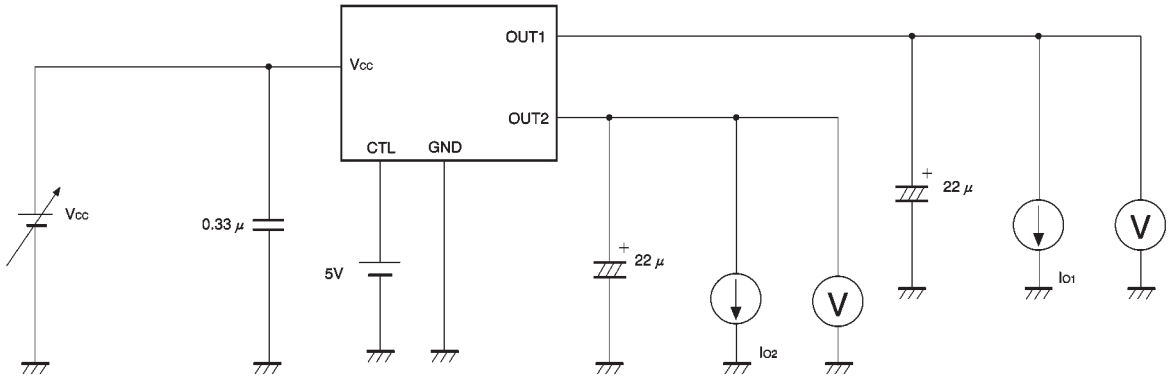 OUT1
Vcc
OUT2
CTL
GND
Vcc
0.33 μ
5V
22 μ
V
Io2
22 μ
V
Io1